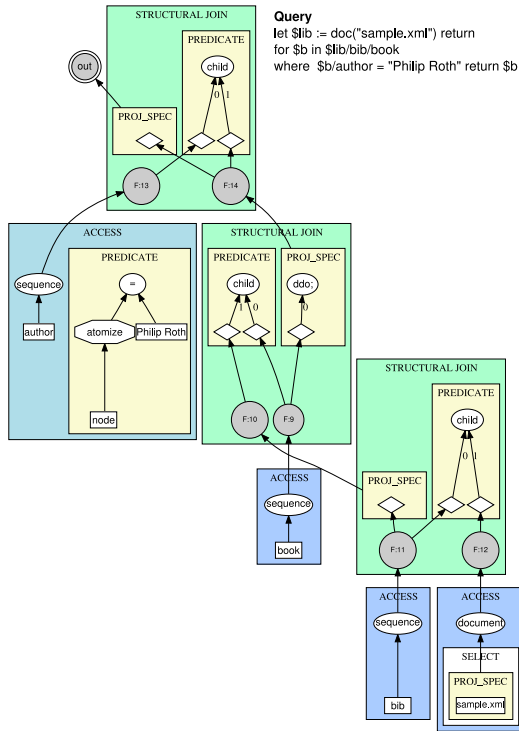 STRUCTURAL JOIN
Query
let $lib := doc("sample.xml") return
for $b in $lib/bib/book
where $b/author = "Philip Roth" return $b
PREDICATE
out
child
0 1
PROJ_SPEC
F:13
F:14
ACCESS
STRUCTURAL JOIN
PREDICATE
PREDICATE
PROJ_SPEC
sequence
=
child
ddo;
1 0
0
author
atomize
Philip Roth
node
F:10
F:9
STRUCTURAL JOIN
PREDICATE
child
0 1
ACCESS
PROJ_SPEC
sequence
book
F:11
F:12
ACCESS
ACCESS
sequence
document
SELECT
PROJ_SPEC
bib
sample.xml